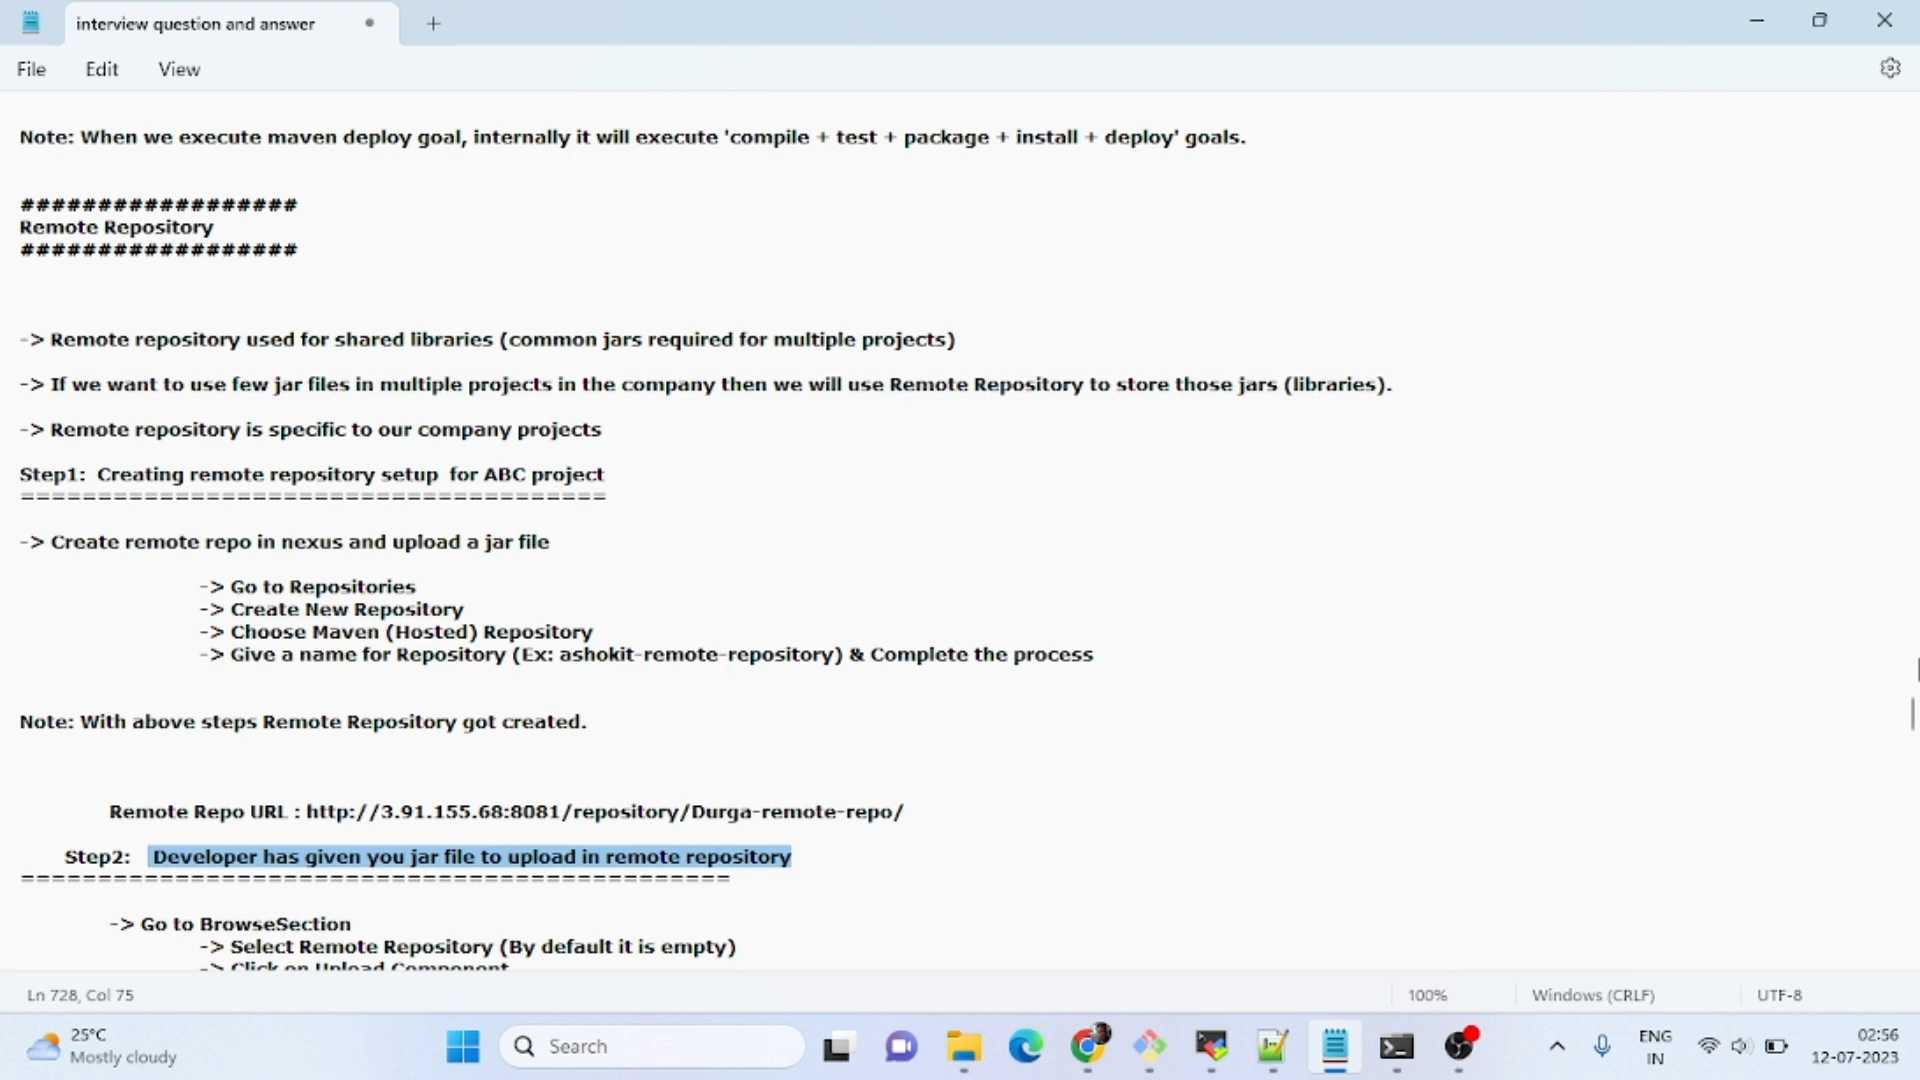 interview question and answer
File Edit View
Note: When we execute maven deploy goal, internally it will execute 'compile + test + package + install + deploy' goals.
##################
Remote Repository
##################
-> Remote repository used for shared libraries (common jars required for multiple projects)
-> If we want to use few jar files in multiple projects in the company then we will use Remote Repository to store those jars (libraries).
-> Remote repository is specific to our company projects
Step1: Creating remote repository setup for ABC project
======================================
-> Create remote repo in nexus and upload a jar file
-> Go to Repositories
-> Create New Repository
-> Choose Maven (Hosted) Repository
-> Give a name for Repository (Ex: ashokit-remote-repository) & Complete the process
Note: With above steps Remote Repository got created.
Remote Repo URL : http://3.91.155.68:8081/repository/Durga-remote-repo/
Step2: Developer has given you jar file to upload in remote repository
==============================================
-> Go to BrowseSection
-> Select Remote Repository (By default it is empty)
-> Click on Upload Component
Ln 728, Col 75 100% Windows (CRLF) UTF-8
25°C
Mostly cloudy
Search
ENG
IN
02:56
12-07-2023